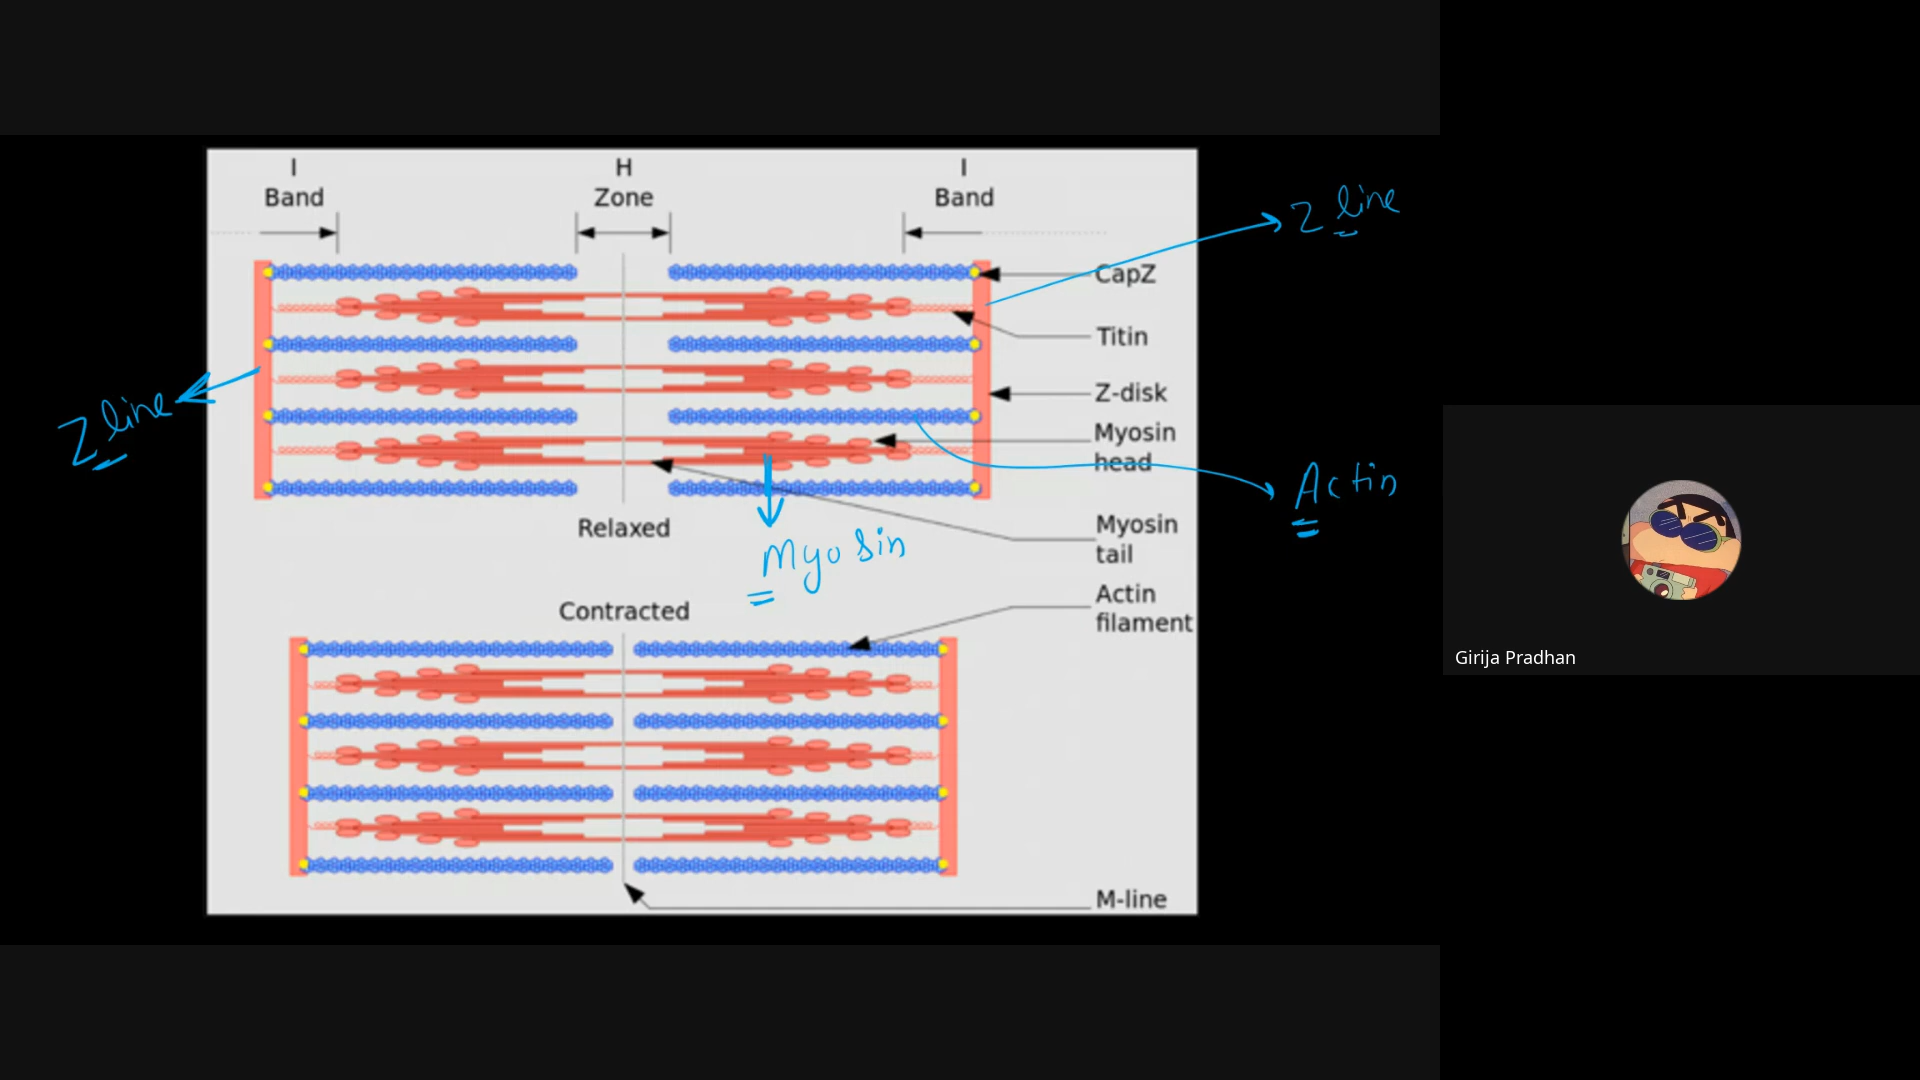 I
Band
H
Zone
I
Band
Z line
CapZ
Titin
Z-disk
Z line
Myosin
head
Actin
Relaxed
Myosin
tail
Myosin
Contracted
Actin
filament
Girija Pradhan
M-line